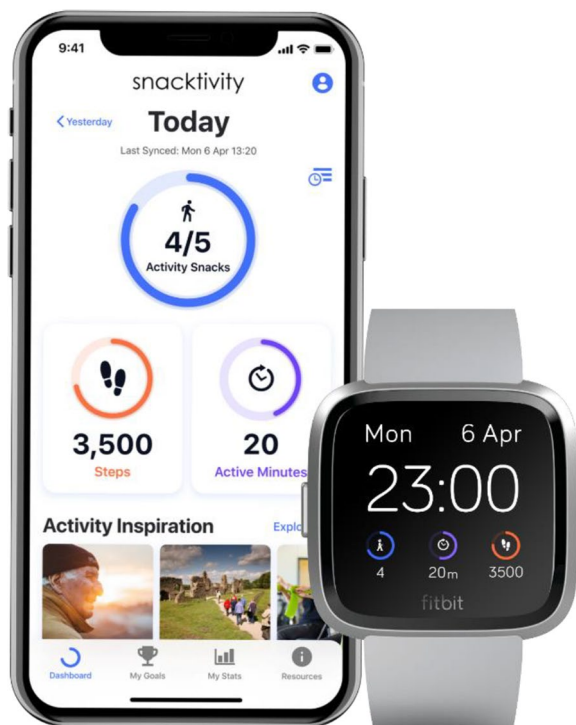 9:41
snacktivity
Yesterday
Today
Last Synced: Mon 6 Apr 13:20
4/5
Activity Snacks
3,500
Steps
20
Active Minutes
Activity Inspiration
Explo
Dashboard
My Goals
My Stats
Resources
Mon 6 Apr
23:00
4 20m 3500
fitbit